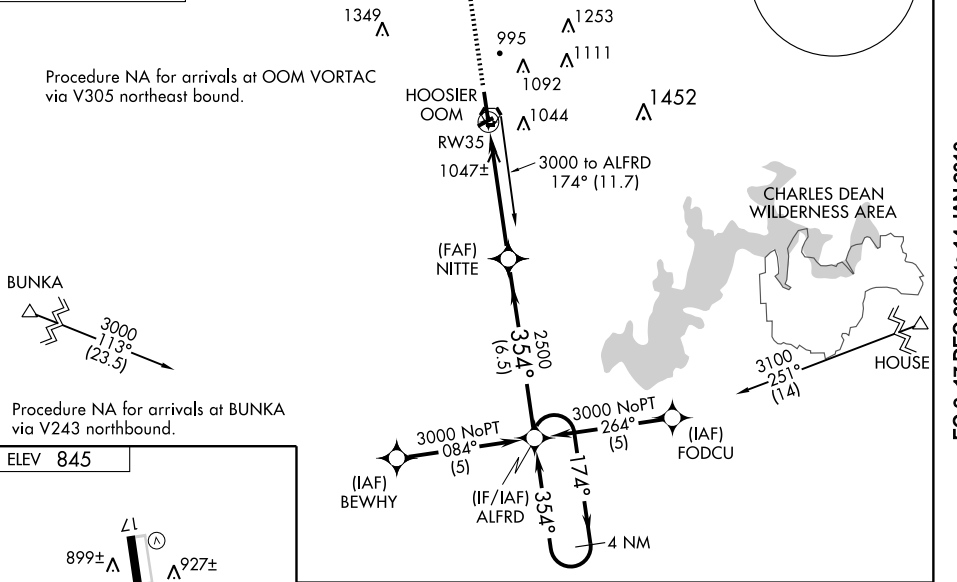 1349
1253
995
1111
1092
Procedure NA for arrivals at OOM VORTAC
via V305 northeast bound.
HOOSIER
OOM
1044
1452
RW35
1047±
3000 to ALFRD
174° (11.7)
CHARLES DEAN
WILDERNESS AREA
(FAF)
NITTE
BUNKA
3000
113°
(23.5)
2500
354°
(6.5)
HOUSE
3100
251°
(14)
Procedure NA for arrivals at BUNKA
via V243 northbound.
3000 NoPT
264°
(5)
(IAF)
FODCU
3000 NoPT
084°
(5)
(IAF)
BEWHY
(IF/IAF)
ALFRD
174°
354°
4 NM
ELEV 845
17
899±
927±